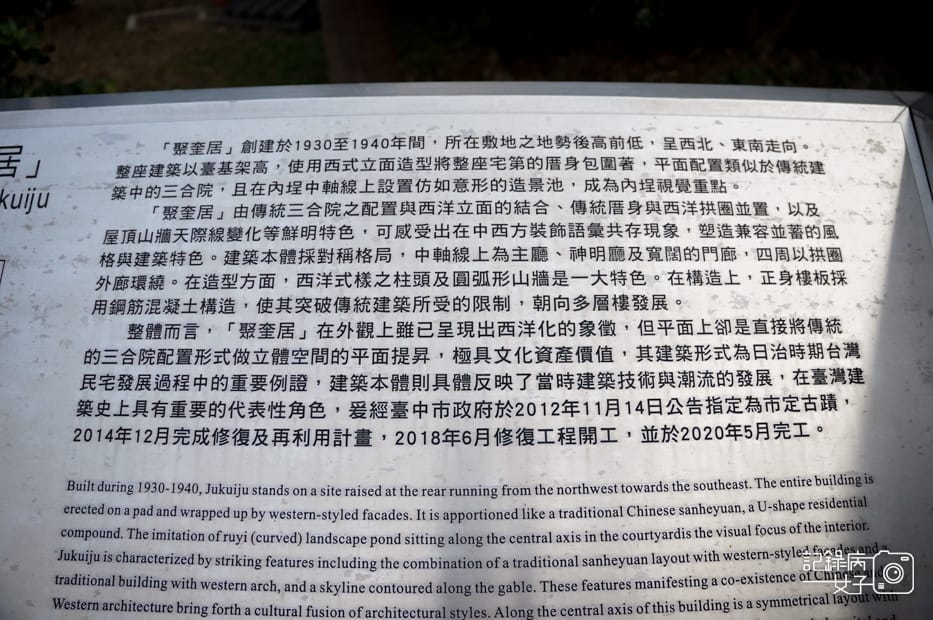 居」
kuiju
「聚奎居」創建於1930至1940年間，所在敷地之地勢後高前低，呈西北、東南走向。
整座建築以臺基架高，使用西式立面造型將整座宅第的厝身包圍著，平面配置類似於傳統建
築中的三合院，且在內埕中軸線上設置仿如意形的造景池，成為內埕視覺重點。
「聚奎居」由傳統三合院之配置與西洋立面的結合、傳統厝身與西洋拱圈並置，以及
屋頂山牆天際線變化等鮮明特色，可感受出在中西方裝飾語彙共存現象，塑造兼容並蓄的風
格與建築特色。建築本體採對稱格局，中軸線上為主廳、神明廳及寬闊的門廊，四周以拱圈
外廊環繞。在造型方面，西洋式樣之柱頭及圓弧形山牆是一大特色。在構造上，正身樓板採
用鋼筋混凝土構造，使其突破傳統建築所受的限制，朝向多層樓發展。
整體而言，「聚奎居」在外觀上雖已呈現出西洋化的象徵，但平面上卻是直接將傳統
的三合院配置形式做立體空間的平面提昇，極具文化資產價值，其建築形式為日治時期台灣
民宅發展過程中的重要例證，建築本體則具體反映了當時建築技術與潮流的發展，在臺灣建
築史上具有重要的代表性角色，爰經臺中市政府於2012年11月14日公告指定為市定古蹟，
2014年12月完成修復及再利用計畫，2018年6月修復工程開工，並於2020年5月完工。
Built during 1930-1940, Jukuiju stands on a site raised at the rear running from the northwest towards the southeast. The entire building is
erected on a pad and wrapped up by western-styled facades. It is apportioned like a traditional Chinese sanheyuan, a U-shape residential
compound. The imitation of ruyi (curved) landscape pond sitting along the central axis in the courtyardis the visual focus of the interior.
Jukuiju is characterized by striking features including the combination of a traditional sanheyuan layout with western-styled facades and
traditional building with western arch, and a skyline contoured along the gable. These features manifesting a co-existence of Chinese and
Western architecture bring forth a cultural fusion of architectural styles. Along the central axis of this building is a symmetrical layout with
記錄丙
女子